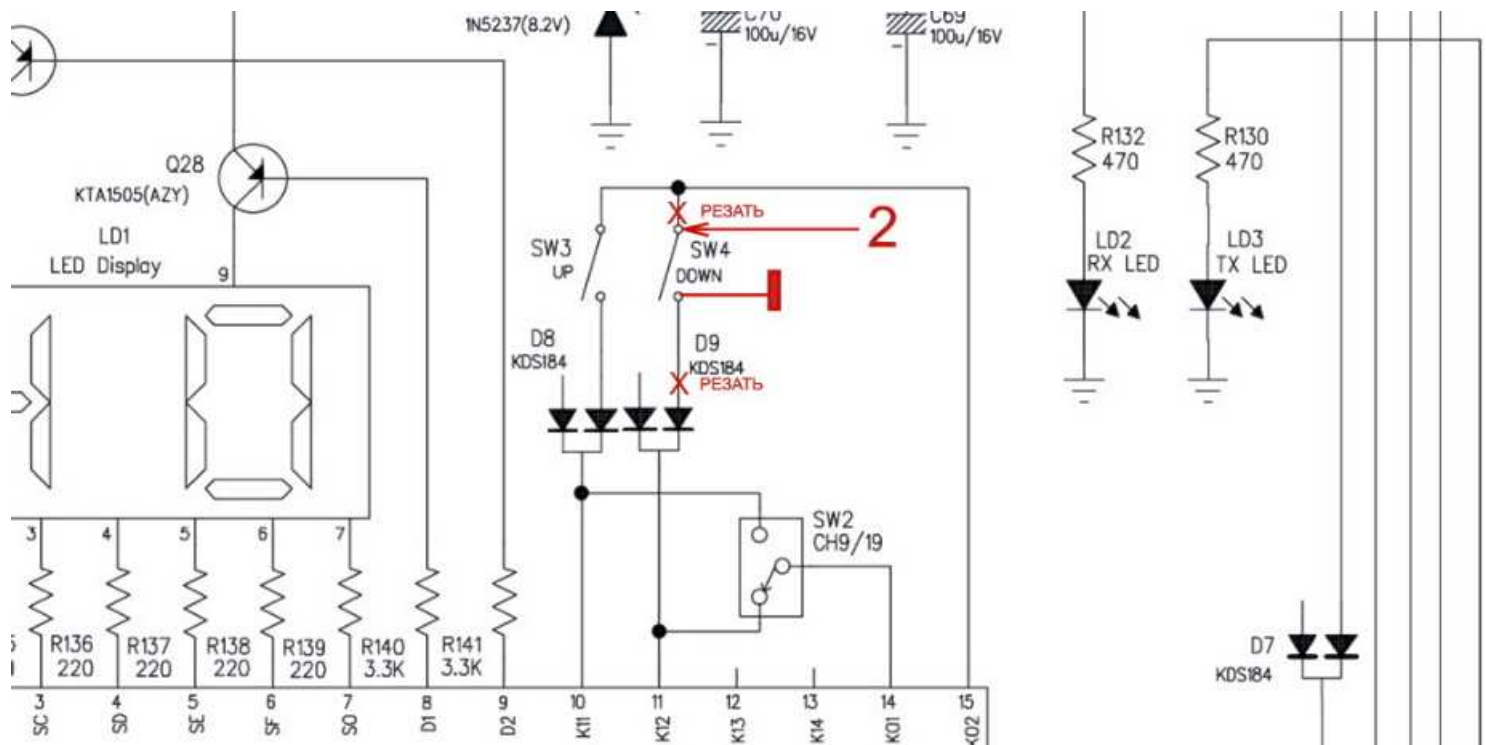 1N5237(8.2V)
C70
100u/16V
C69
100u/16V
Q28
KTA1505(AZY)
R132
470
R130
470
РЕЗАТЬ
2
LD1
LED Display
9
SW3
UP
SW4
DOWN
LD2
RX LED
LD3
TX LED
D8
KDS184
D9
KDS184
РЕЗАТЬ
SW2
CH9/19
3
4
5
6
7
R136
220
R137
220
R138
220
R139
220
R140
3.3K
R141
3.3K
D7
KDS184
3
4
5
6
7
8
9
10
11
12
13
14
15
SC
SD
SE
SF
SO
D1
D2
K11
K12
K13
K14
KO1
KO2